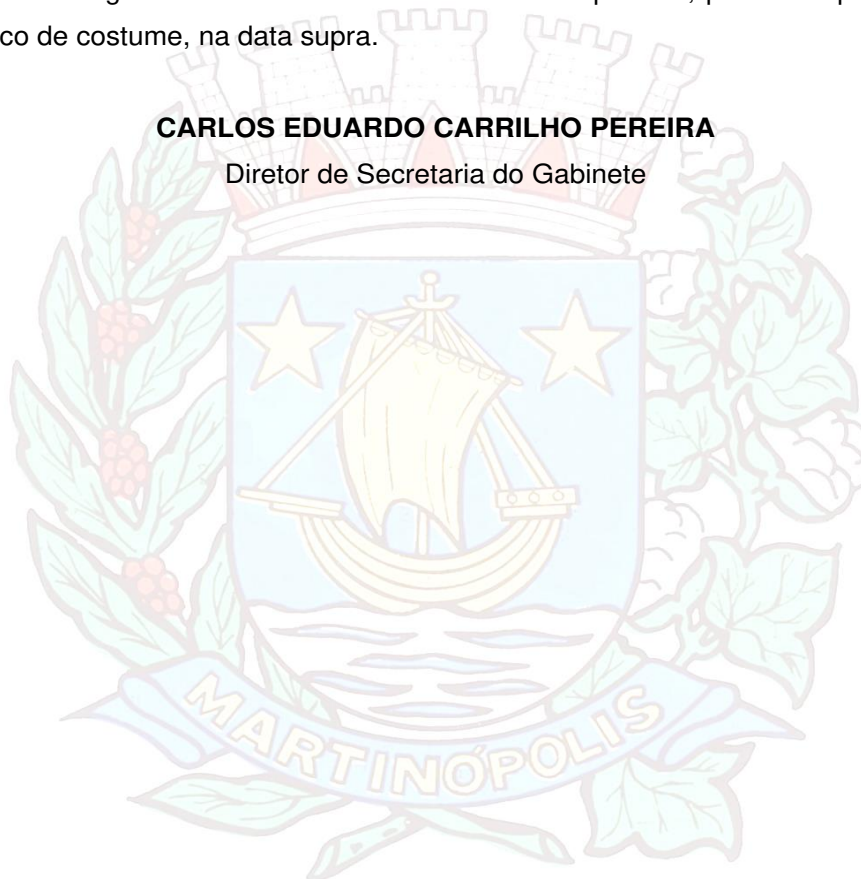 co de costume, na data supra.
CARLOS EDUARDO CARRILHO PEREIRA
Diretor de Secretaria do Gabinete
MARTINÓPOLIS